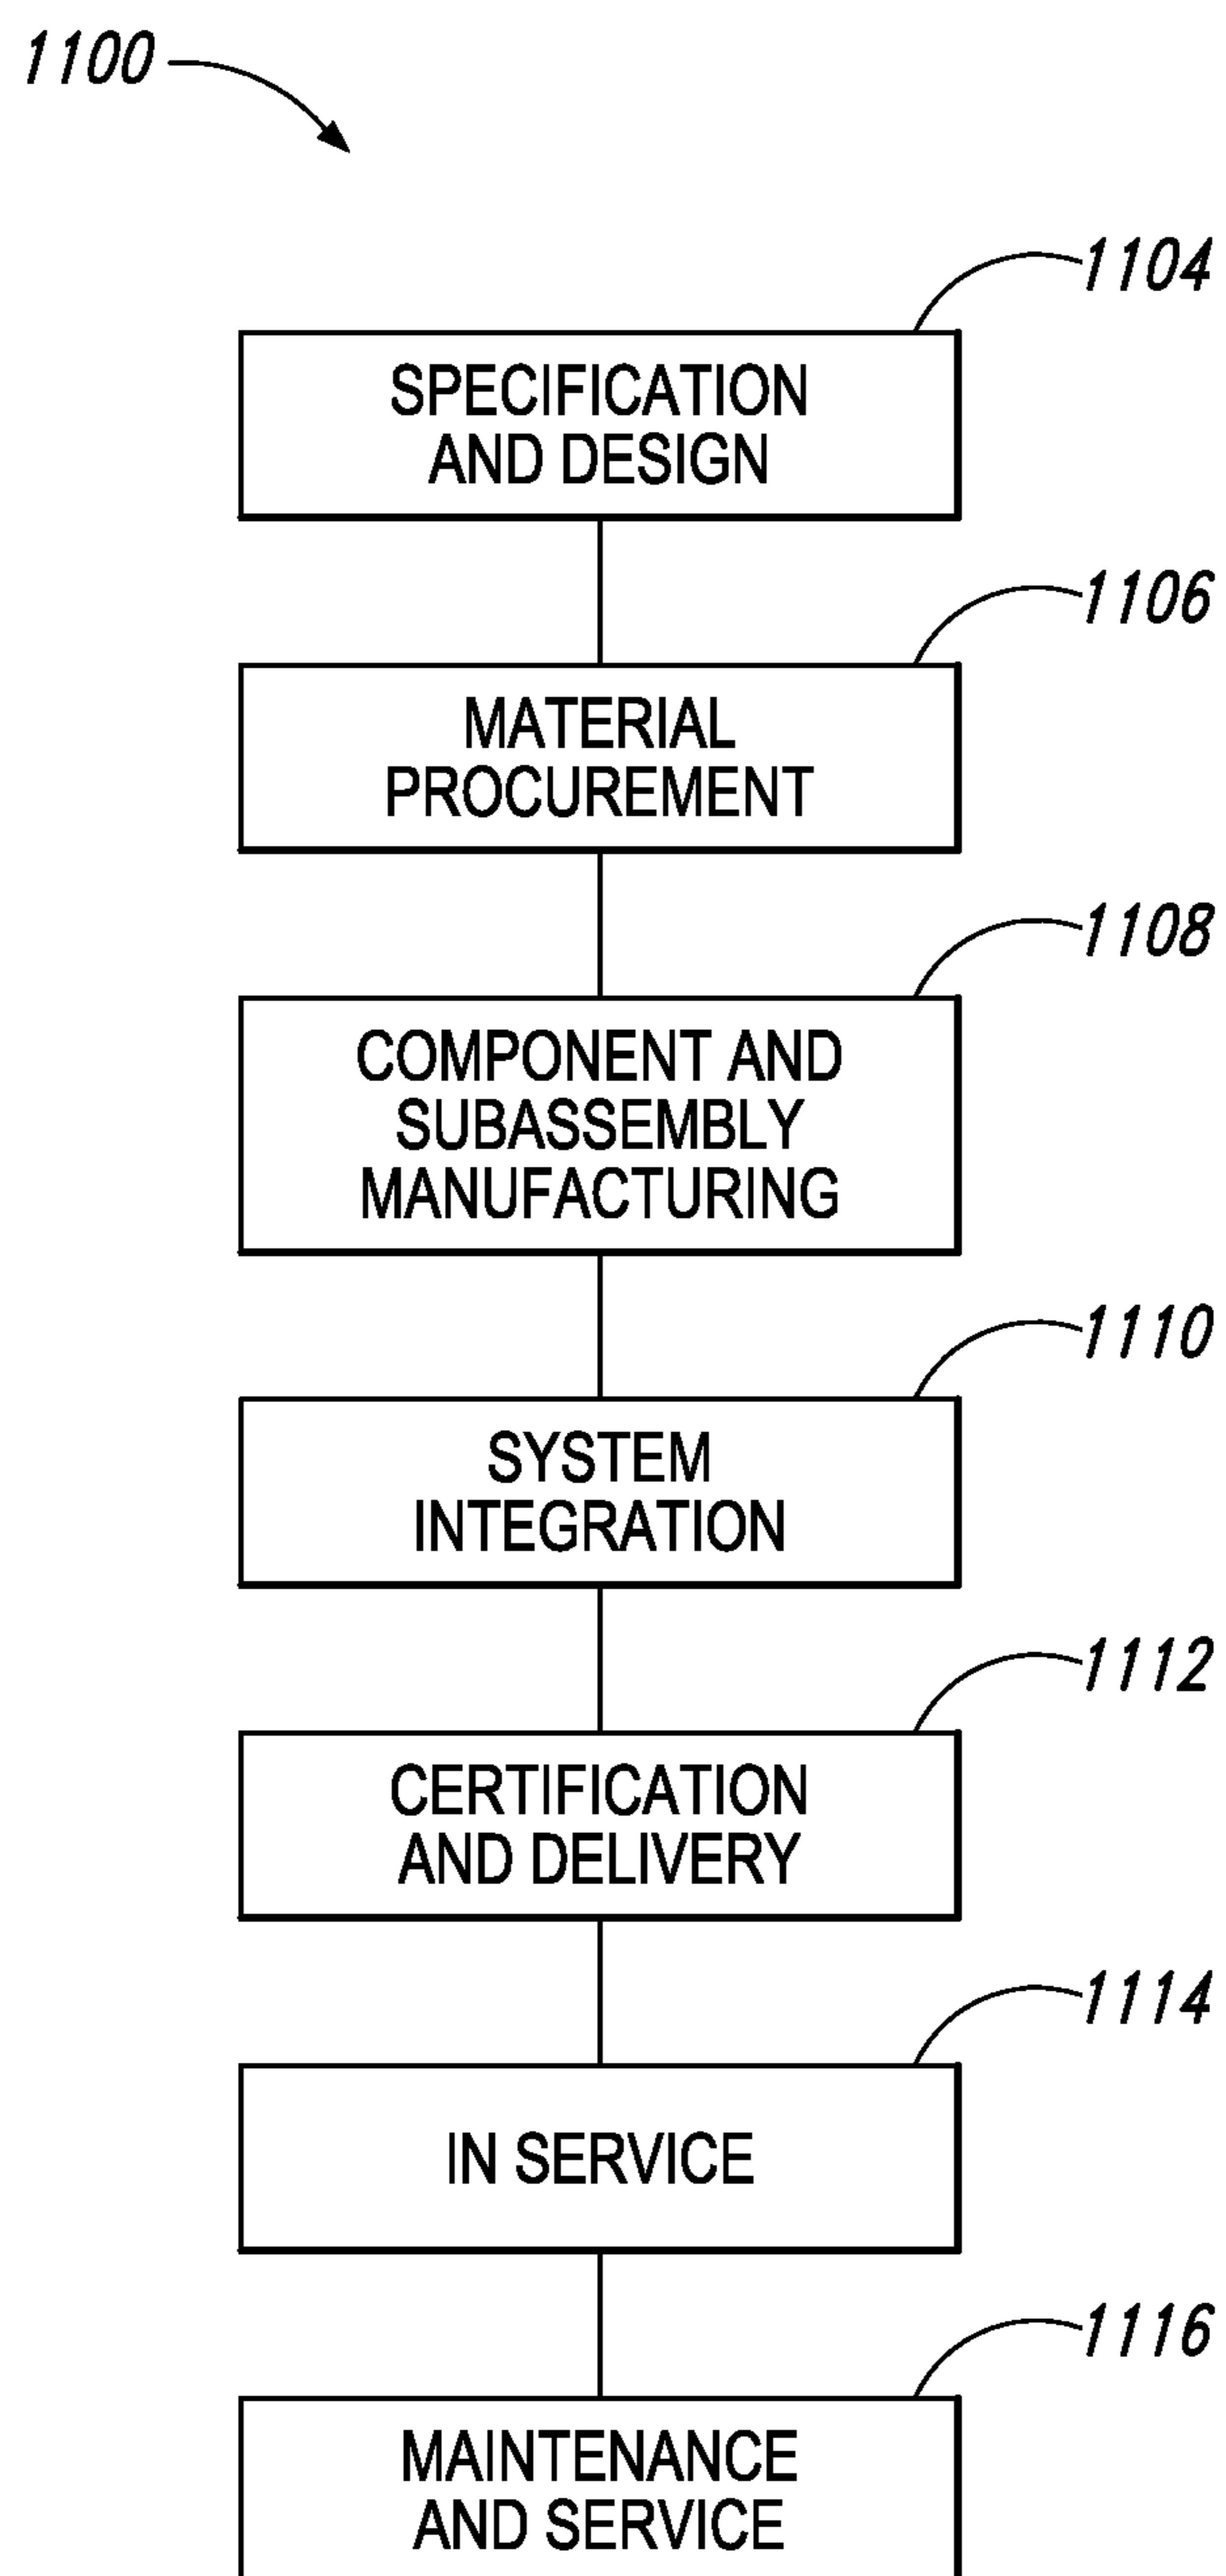 1100
1104
SPECIFICATION
AND DESIGN
1106
MATERIAL
PROCUREMENT
1108
COMPONENT AND
SUBASSEMBLY
MANUFACTURING
1110
SYSTEM
INTEGRATION
1112
CERTIFICATION
AND DELIVERY
1114
IN SERVICE
1116
MAINTENANCE
AND SERVICE